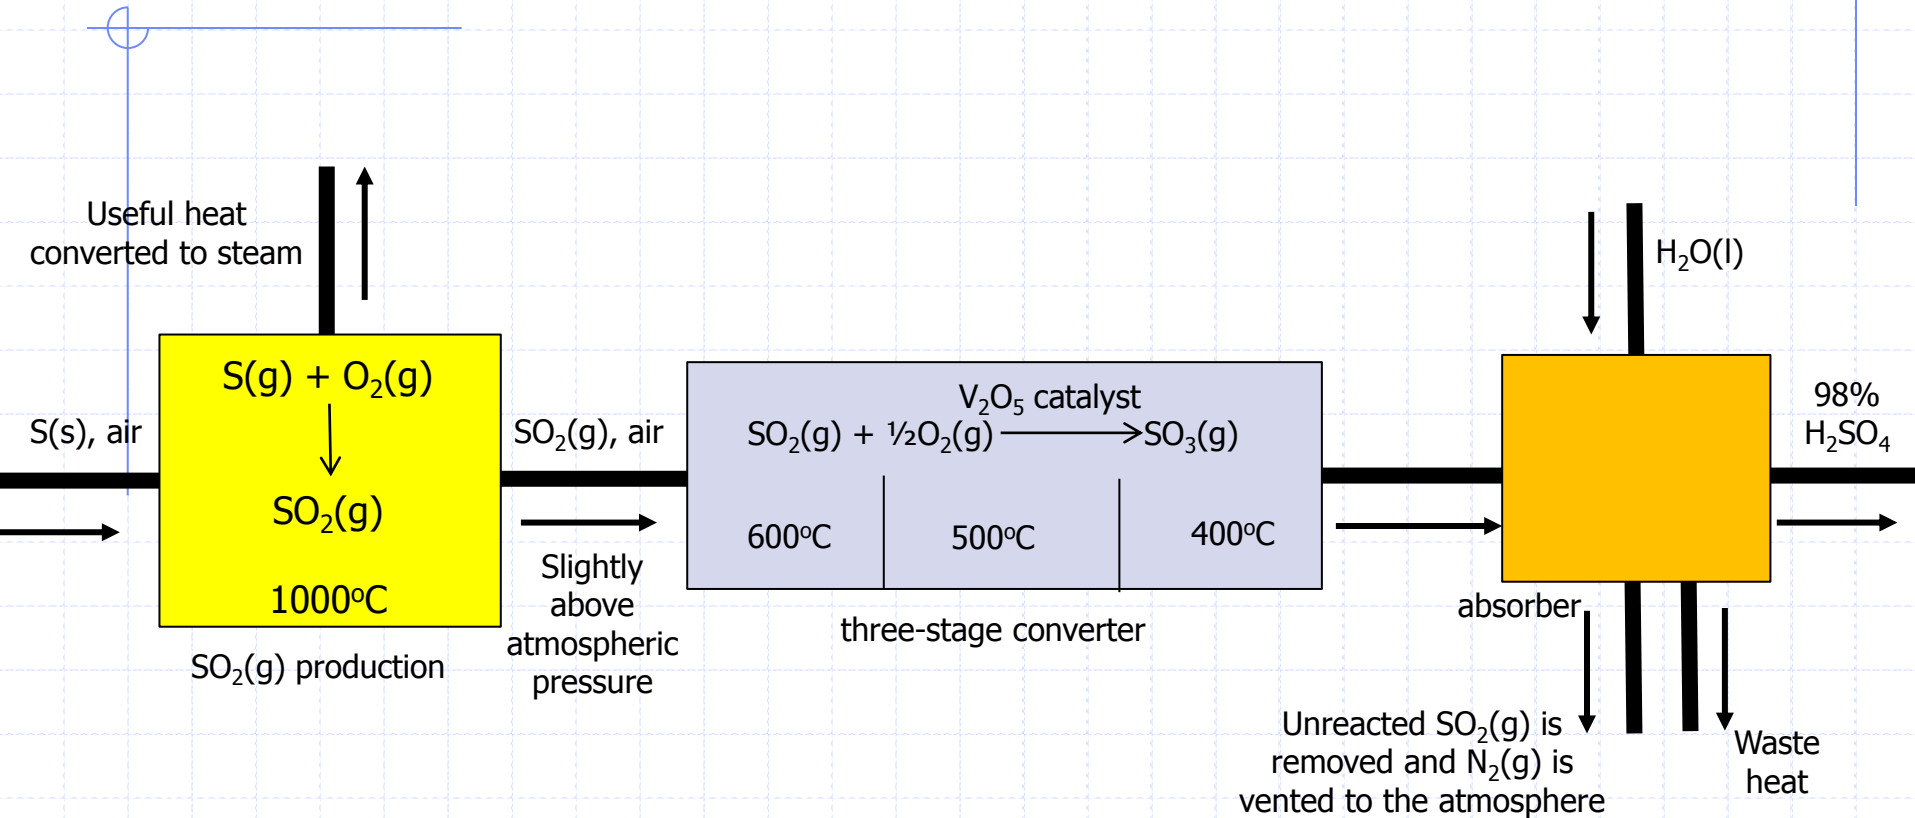 Useful heat
converted to steam
S(s), air
S(g) + O₂(g)
SO₂(g)
1000ºC
SO₂(g) production
SO₂(g), air
Slightly
above
atmospheric
pressure
V₂O₅ catalyst
SO₂(g) + ½O₂(g) SO₃(g)
600ºC
500ºC
400ºC
three-stage converter
H₂O(l)
absorber
98%
H₂SO₄
Unreacted SO₂(g) is
removed and N₂(g) is
vented to the atmosphere
Waste
heat